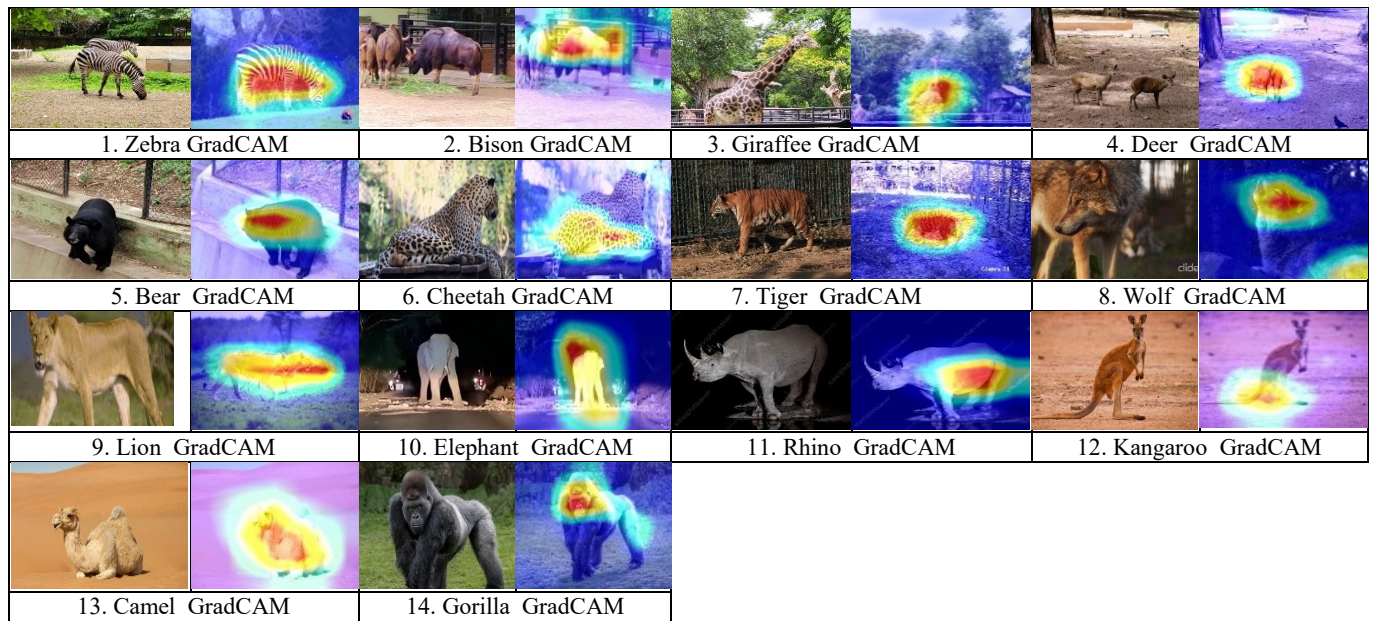 1. Zebra GradCAM
2. Bison GradCAM
3. Giraffee GradCAM
4. Deer GradCAM
5. Bear GradCAM
6. Cheetah GradCAM
7. Tiger GradCAM
clide
8. Wolf GradCAM
9. Lion GradCAM
10. Elephant GradCAM
11. Rhino GradCAM
12. Kangaroo GradCAM
13. Camel GradCAM
14. Gorilla GradCAM